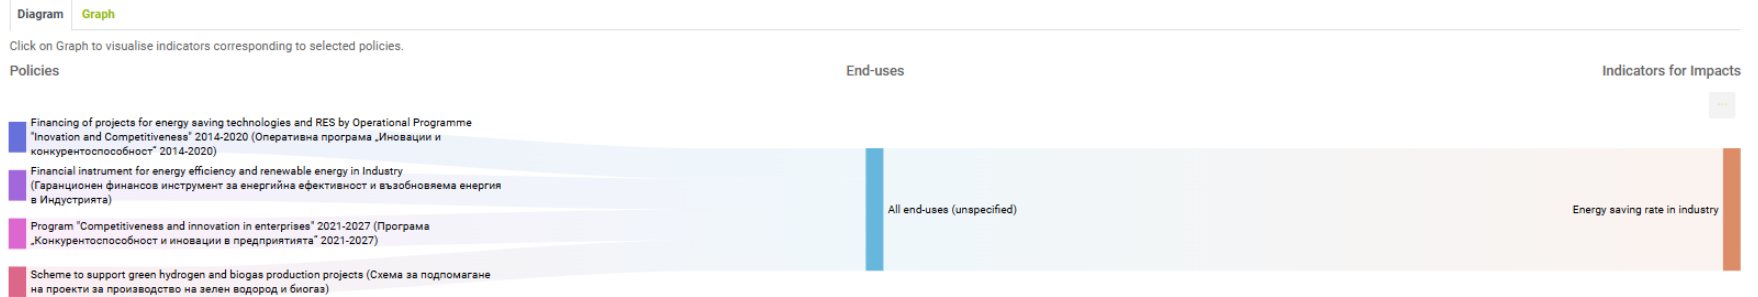 Diagram Graph
Click on Graph to visualise indicators corresponding to selected policies.
Policies End-uses Indicators for Impacts
...
Financing of projects for energy saving technologies and RES by Operational Programme
"Inovation and Competitiveness" 2014-2020 (Оперативна програма „Иновации и
конкурентоспособност“ 2014-2020)
Financial instrument for energy efficiency and renewable energy in Industry
(Гаранционен финансов инструмент за енергийна ефективност и възобновяема енергия
в Индустрията)
Program "Competitiveness and innovation in enterprises" 2021-2027 (Програма
„Конкурентоспособност и иновации в предприятията“ 2021-2027)
Scheme to support green hydrogen and biogas production projects (Схема за подпомагане
на проекти за производство на зелен водород и биогаз)
All end-uses (unspecified)
Energy saving rate in industry